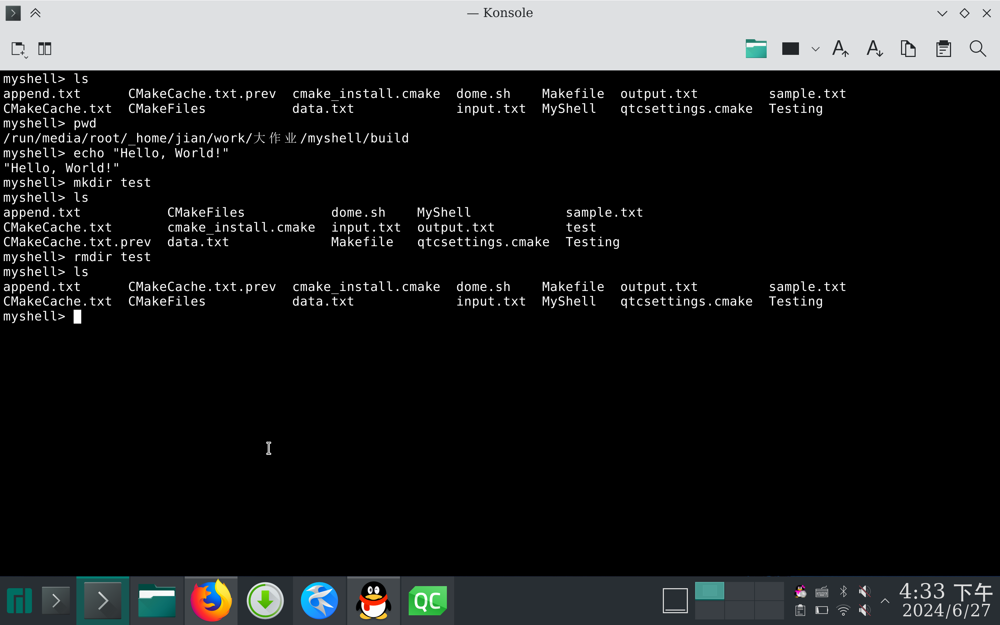 — Konsole
myshell> ls
append.txt      CMakeCache.txt.prev  cmake_install.cmake  dome.sh    Makefile  output.txt         sample.txt
CMakeCache.txt  CMakeFiles           data.txt             input.txt  MyShell   qtcsettings.cmake  Testing
myshell> pwd
/run/media/root/_home/jian/work/大作业/myshell/build
myshell> echo "Hello, World!"
"Hello, World!"
myshell> mkdir test
myshell> ls
append.txt           CMakeFiles           dome.sh    MyShell            sample.txt
CMakeCache.txt       cmake_install.cmake  input.txt  output.txt         test
CMakeCache.txt.prev  data.txt             Makefile   qtcsettings.cmake  Testing
myshell> rmdir test
myshell> ls
append.txt      CMakeCache.txt.prev  cmake_install.cmake  dome.sh    Makefile  output.txt         sample.txt
CMakeCache.txt  CMakeFiles           data.txt             input.txt  MyShell   qtcsettings.cmake  Testing
myshell>
QC
4:33 下午
2024/6/27